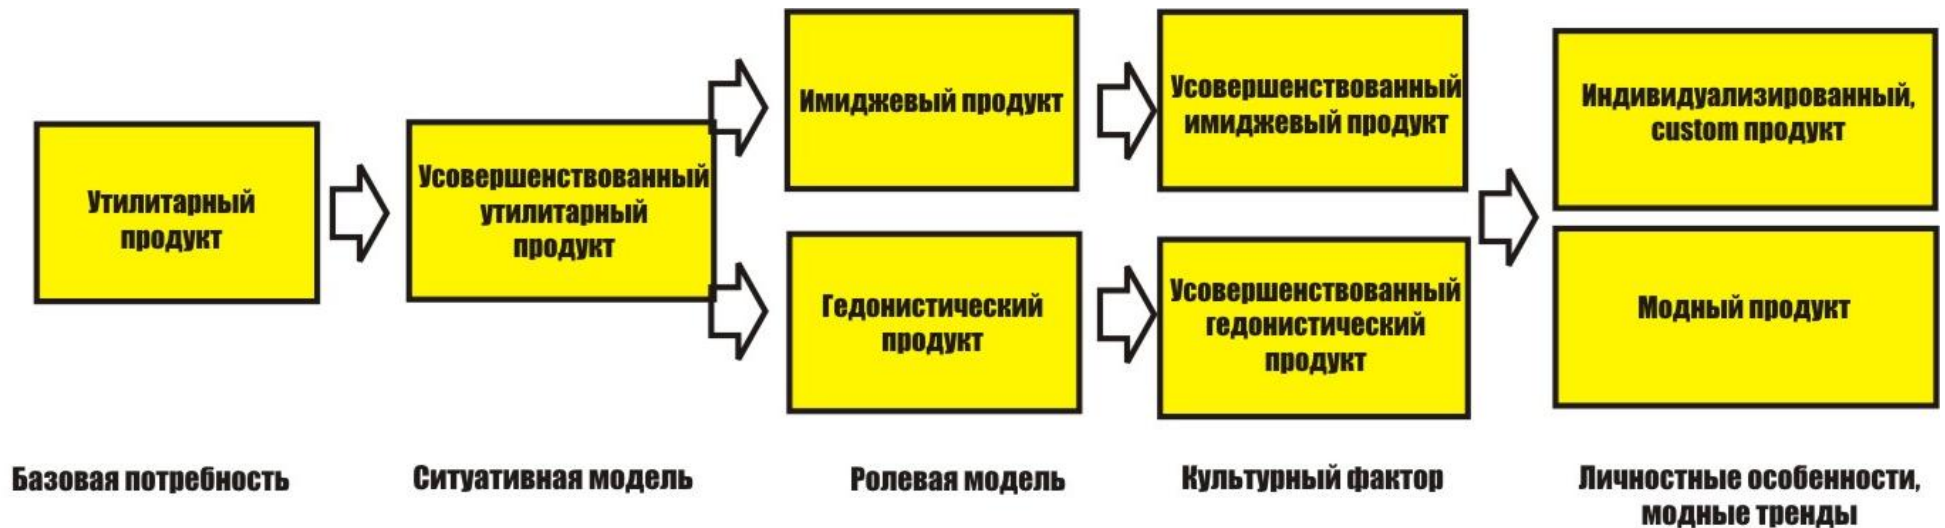 Утилитарный
продукт
Усовершенствованный
утилитарный
продукт
Имиджевый продукт
Гедонистический
продукт
Усовершенствованный
имиджевый продукт
Усовершенствованный
гедонистический
продукт
Индивидуализированный,
custom продукт
Модный продукт
Базовая потребность
Ситуативная модель
Ролевая модель
Культурный фактор
Личностные особенности,
модные тренды